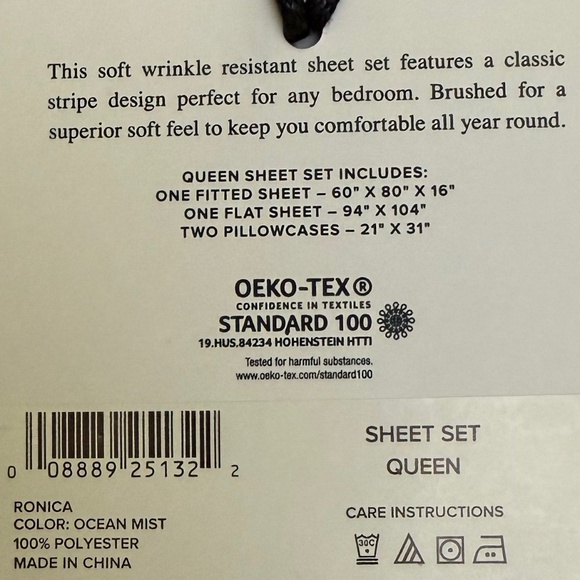 This soft wrinkle resistant sheet set features a classic
stripe design perfect for any bedroom. Brushed for a
superior soft feel to keep you comfortable all year round.
QUEEN SHEET SET INCLUDES:
ONE FITTED SHEET – 60" X 80" X 16"
ONE FLAT SHEET – 94" X 104"
TWO PILLOWCASES – 21" X 31"
OEKO-TEX®
CONFIDENCE IN TEXTILES
STANDARD 100
19.HUS.84234 HOHENSTEIN HTTI
Tested for harmful substances.
www.oeko-tex.com/standard100
0 08889 25132 2
SHEET SET
QUEEN
RONICA
COLOR: OCEAN MIST
100% POLYESTER
MADE IN CHINA
CARE INSTRUCTIONS
30C